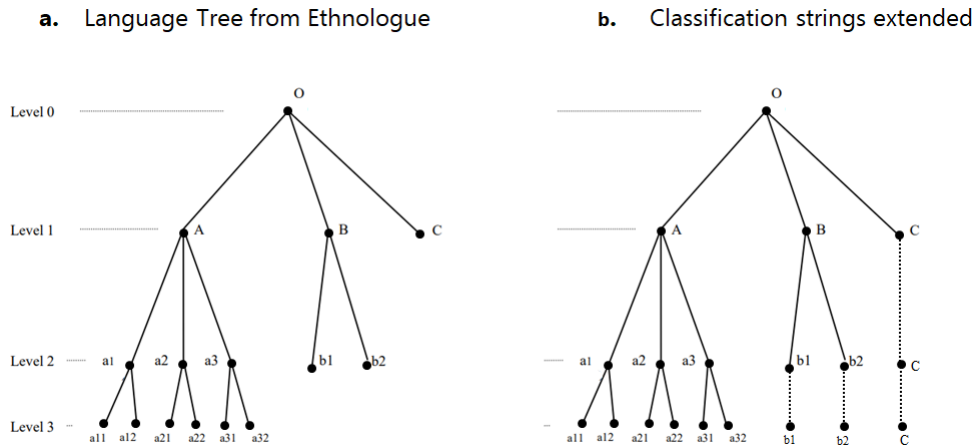 a. Language Tree from Ethnologue b. Classification strings extended
O O
Level 0
Level 1 A B C A B C
Level 2 a1 a2 a3 b1 b2 a1 a2 a3 b1 b2 C
Level 3 a11 a12 a21 a22 a31 a32 a11 a12 a21 a22 a31 a32 b1 b2 C